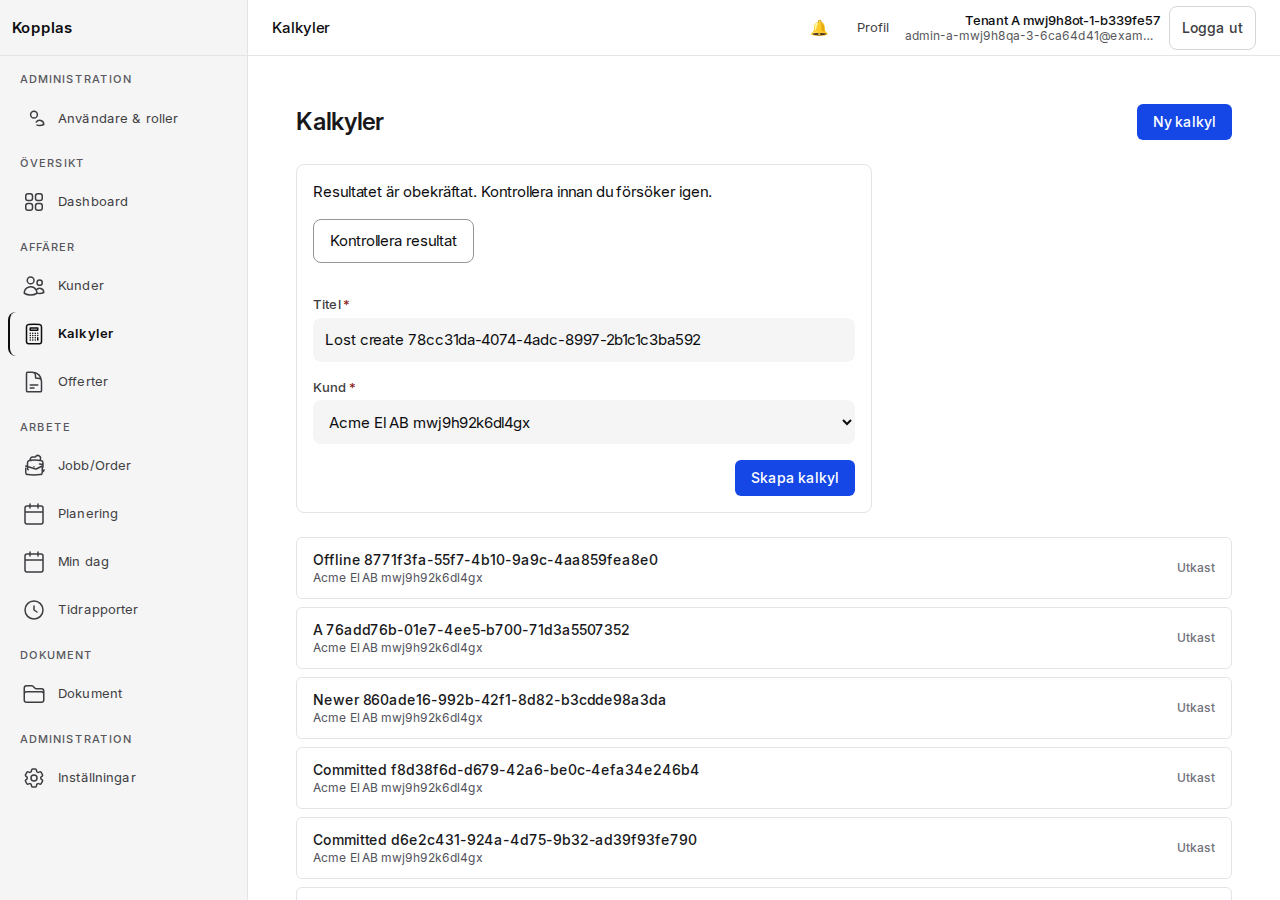 Kopplas
Kalkyler
Profil
Tenant A mwj9h8ot-1-b339fe57
admin-a-mwj9h8qa-3-6ca64d41@exam...
Logga ut
ADMINISTRATION
Användare & roller
ÖVERSIKT
Dashboard
AFFÄRER
Kunder
Kalkyler
Offerter
ARBETE
Jobb/Order
Planering
Min dag
Tidrapporter
DOKUMENT
Dokument
ADMINISTRATION
Inställningar
Kalkyler
Ny kalkyl
Resultatet är obekräftat. Kontrollera innan du försöker igen.
Kontrollera resultat
Titel *
Lost create 78cc31da-4074-4adc-8997-2b1c1c3ba592
Kund *
Acme El AB mwj9h92k6dl4gx
Skapa kalkyl
Offline 8771f3fa-55f7-4b10-9a9c-4aa859fea8e0
Acme El AB mwj9h92k6dl4gx
Utkast
A 76add76b-01e7-4ee5-b700-71d3a5507352
Acme El AB mwj9h92k6dl4gx
Utkast
Newer 860ade16-992b-42f1-8d82-b3cdde98a3da
Acme El AB mwj9h92k6dl4gx
Utkast
Committed f8d38f6d-d679-42a6-be0c-4efa34e246b4
Acme El AB mwj9h92k6dl4gx
Utkast
Committed d6e2c431-924a-4d75-9b32-ad39f93fe790
Acme El AB mwj9h92k6dl4gx
Utkast